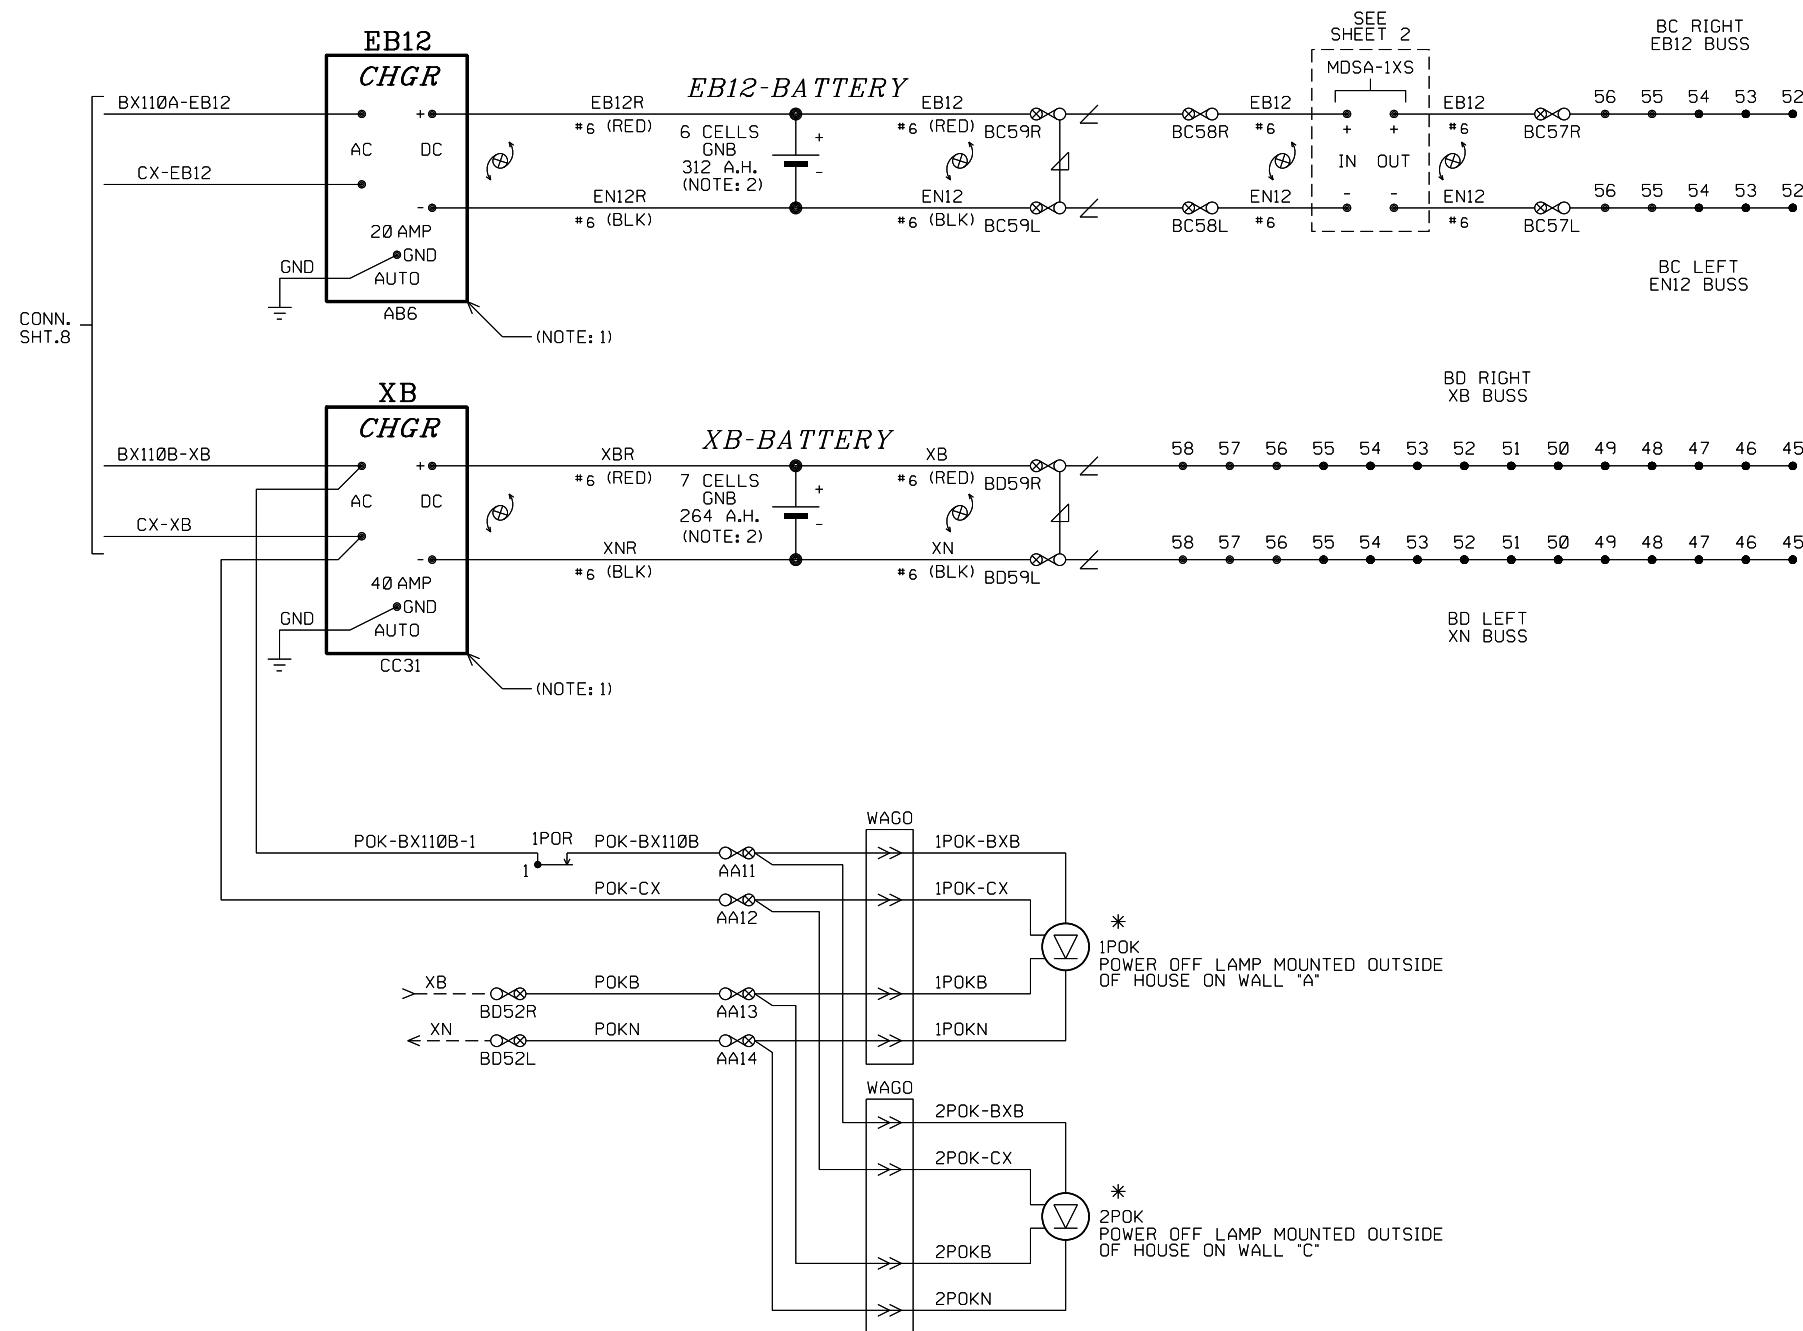 SEE
SHEET 2
BC RIGHT
EB12 BUSS
EB12
CHGR
EB12-BATTERY
MDSA-1XS
BX110A-EB12
+
EB12R
EB12
EB12
EB12
56 55 54 53 52
#6 (RED)
6 CELLS
GNB
312 A.H.
(NOTE: 2)
+
-
#6 (RED)
BC59R
BC58R
#6
+ +
#6
BC57R
AC DC
IN OUT
CX-EB12
-
EN12R
EN12
EN12
- -
EN12
56 55 54 53 52
#6 (BLK)
#6 (BLK)
BC59L
BC58L
#6
#6
BC57L
20 AMP
GND
GND
AUTO
BC LEFT
EN12 BUSS
AB6
CONN.
SHT.8
(NOTE: 1)
XB
CHGR
BD RIGHT
XB BUSS
XB-BATTERY
BX110B-XB
+
XBR
XB
58 57 56 55 54 53 52 51 50 49 48 47 46 45
#6 (RED)
7 CELLS
GNB
264 A.H.
(NOTE: 2)
+
-
#6 (RED)
BD59R
AC DC
CX-XB
-
XNR
XN
58 57 56 55 54 53 52 51 50 49 48 47 46 45
#6 (BLK)
#6 (BLK)
BD59L
40 AMP
GND
GND
AUTO
BD LEFT
XN BUSS
CC31
(NOTE: 1)
WAGO
POK-BX110B-1
1POR
1
POK-BX110B
AA11
1POK-BXB
POK-CX
AA12
1POK-CX
*
1POK
POWER OFF LAMP MOUNTED OUTSIDE
OF HOUSE ON WALL "A"
XB
BD52R
POKB
AA13
1POKB
XN
BD52L
POKN
AA14
1POKN
WAGO
2POK-BXB
2POK-CX
*
2POK
POWER OFF LAMP MOUNTED OUTSIDE
OF HOUSE ON WALL "C"
2POKB
2POKN